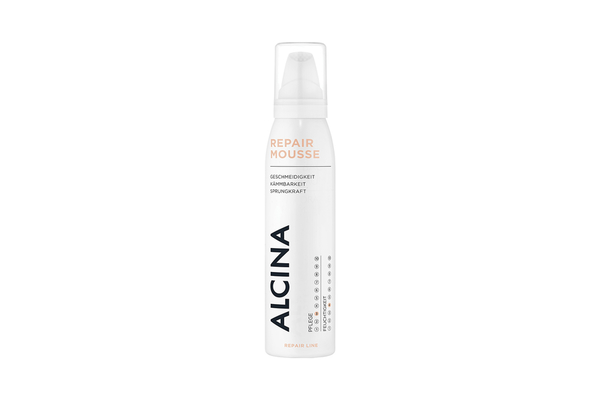 REPAIR
MOUSSE
GESCHMEIDIGKEIT
KÄMMBARKEIT
SPRUNGKRAFT
ALCINA
PFLEGE
FEUCHTIGKEIT
REPAIR LINE